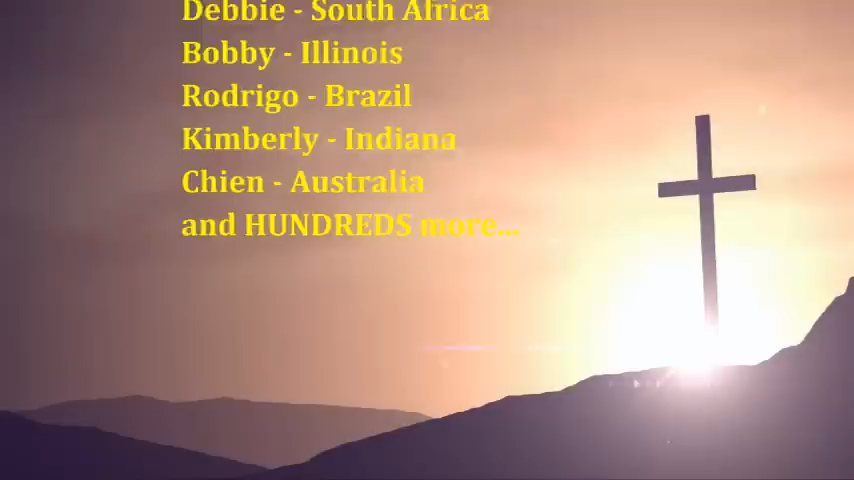 Debbie - South Africa
Bobby - Illinois
Rodrigo - Brazil
Kimberly - Indiana
Chien - Australia
and HUNDREDS more...